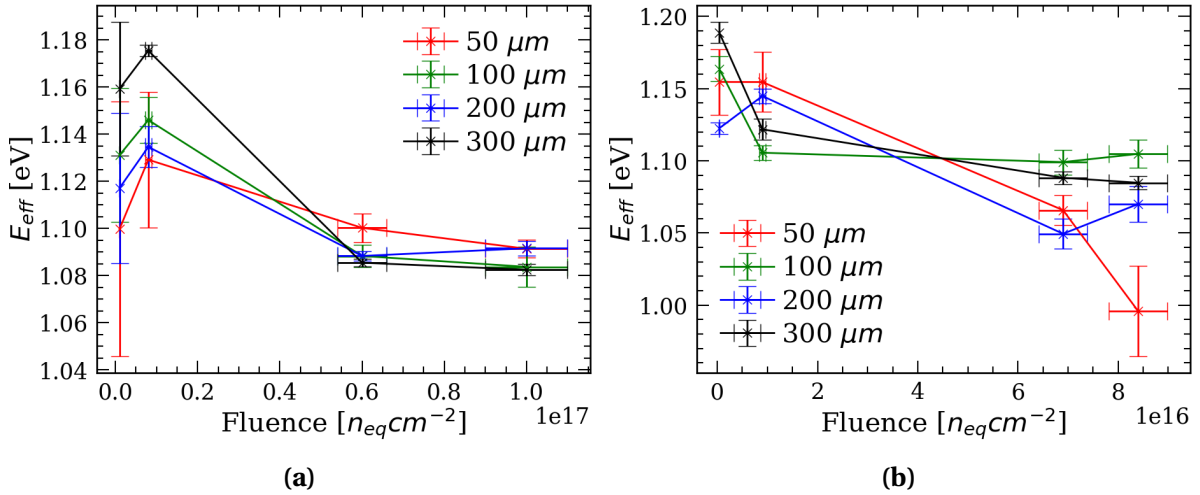 1.18
1.16
1.14
1.12
1.10
1.08
1.06
1.04
E_eff [eV]
50 μm
100 μm
200 μm
300 μm
0.0 0.2 0.4 0.6 0.8 1.0
1e17
Fluence [n_eq cm⁻²]
(a)
1.20
1.15
1.10
1.05
1.00
E_eff [eV]
50 μm
100 μm
200 μm
300 μm
0 2 4 6 8
1e16
Fluence [n_eq cm⁻²]
(b)